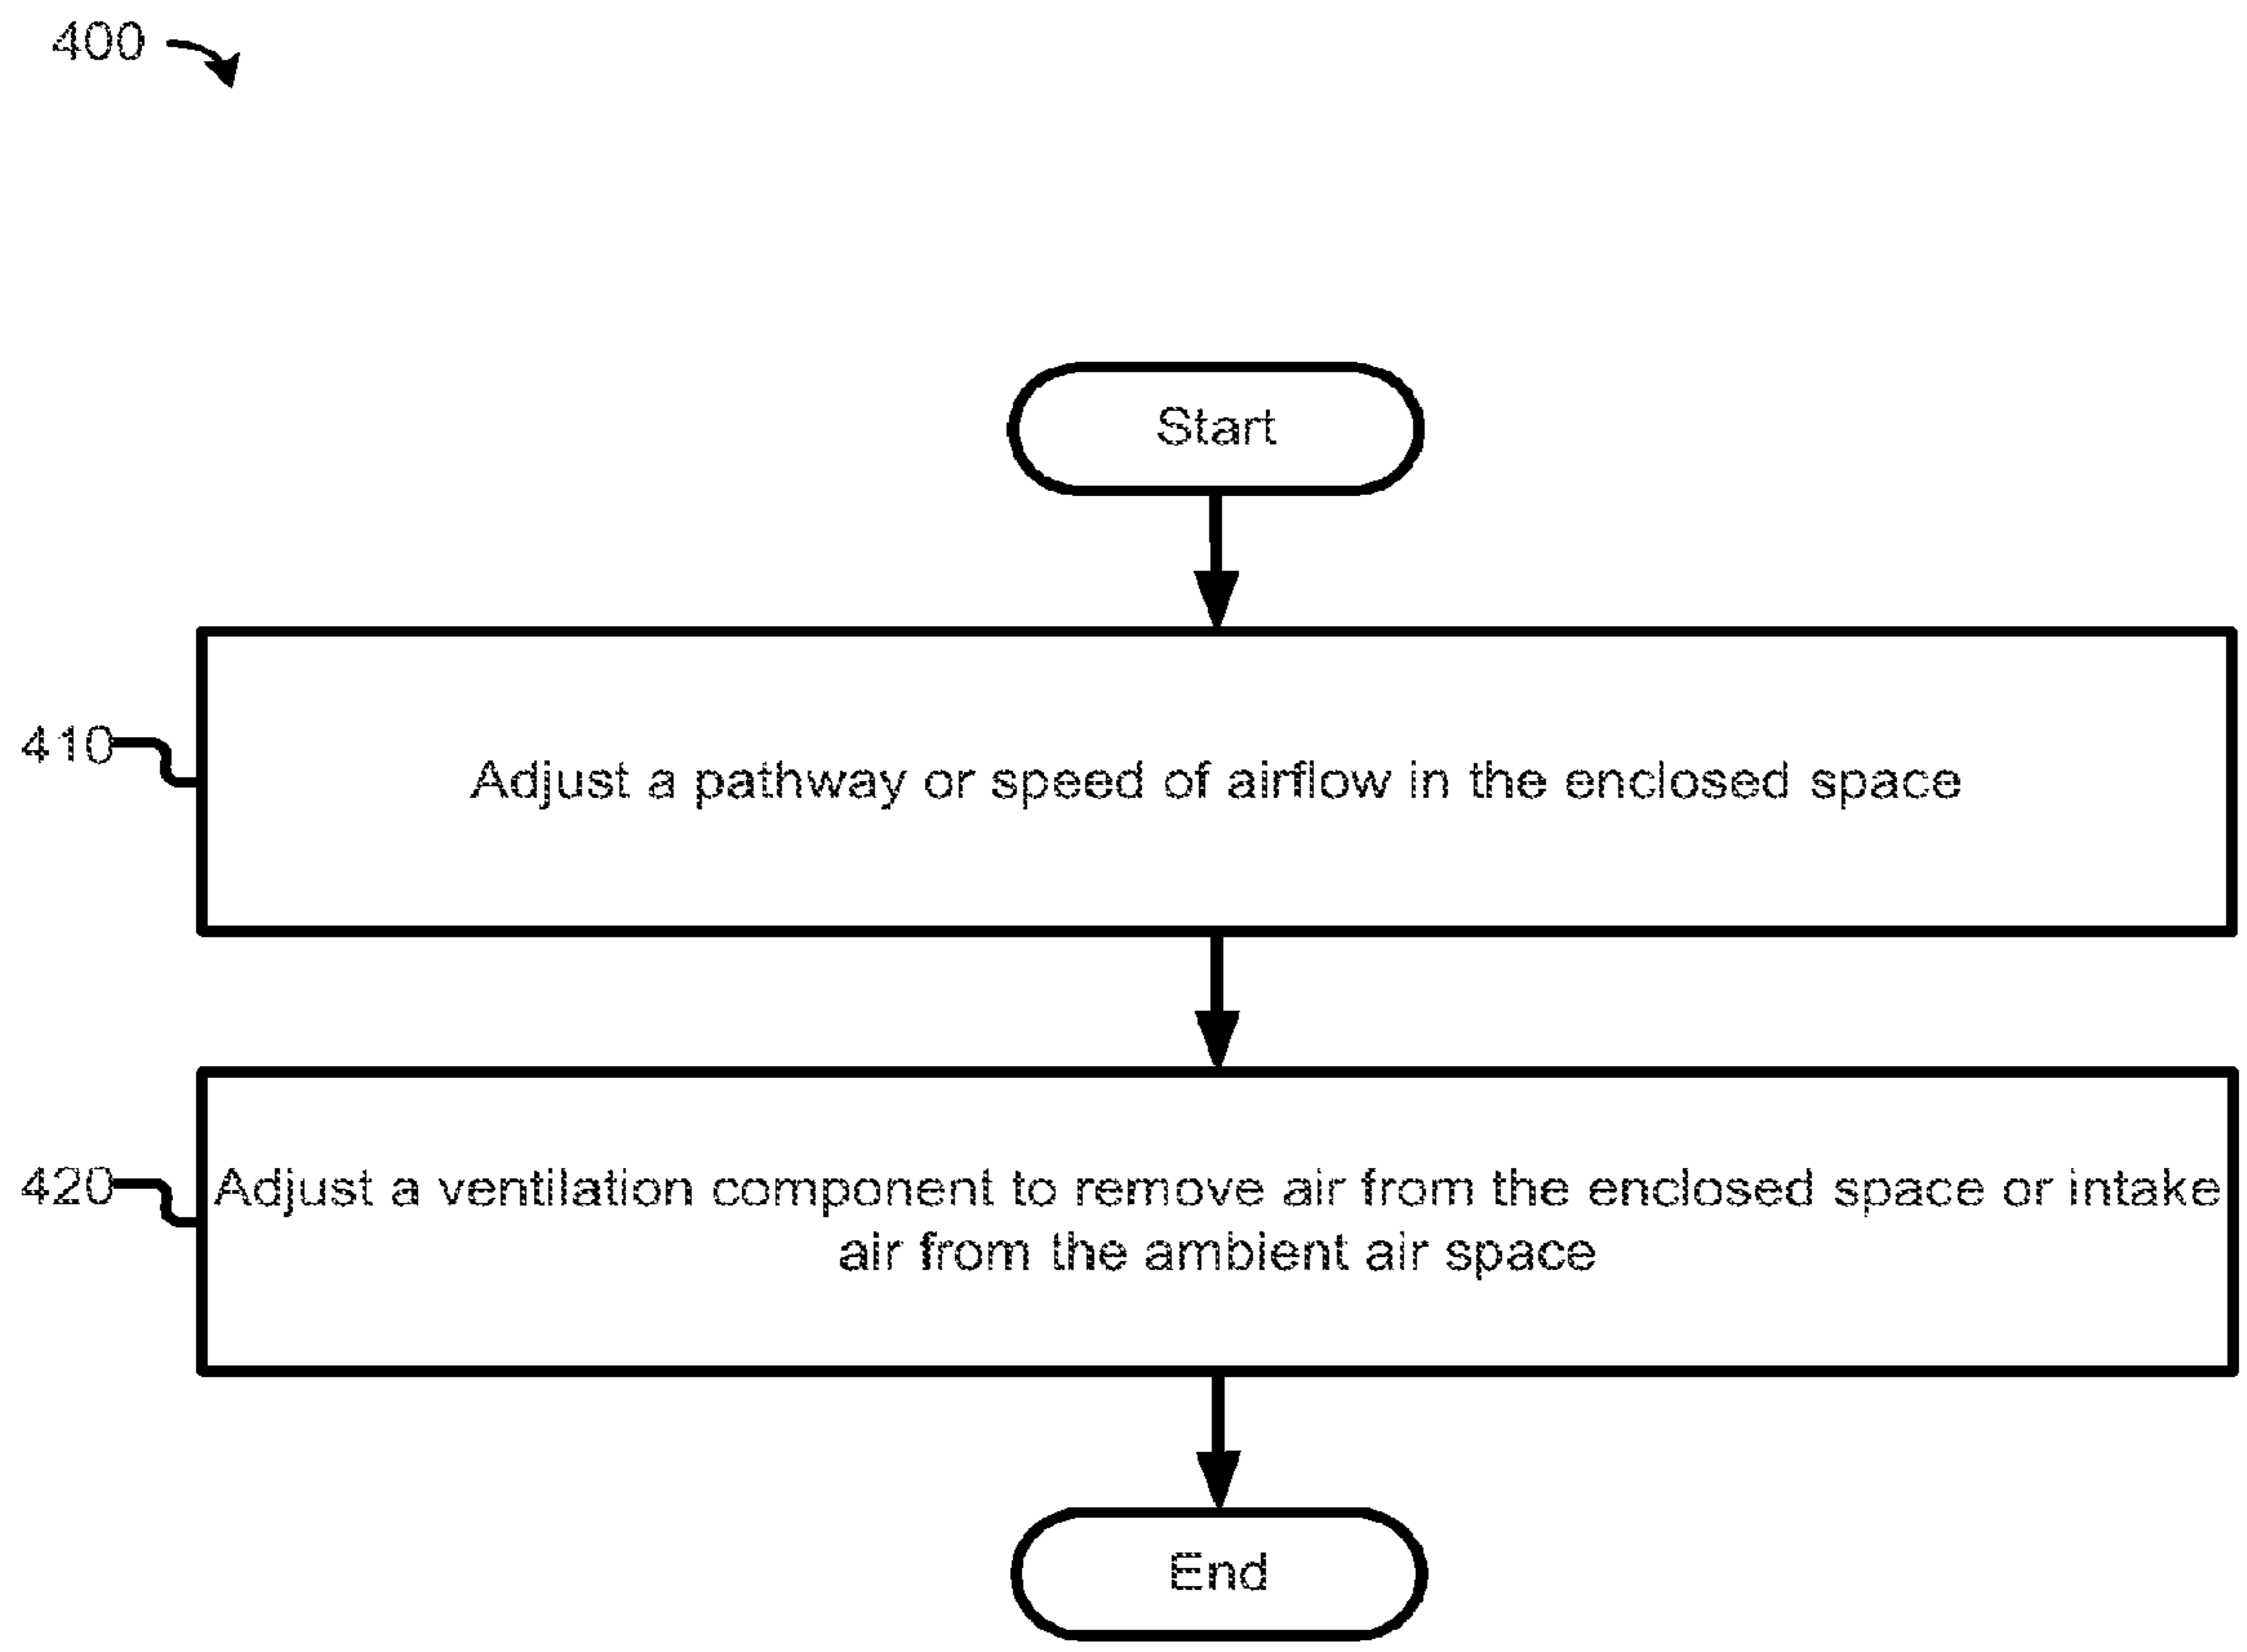 400
Start
410
Adjust a pathway or speed of airflow in the enclosed space
420
Adjust a ventilation component to remove air from the enclosed space or intake
air from the ambient air space
End